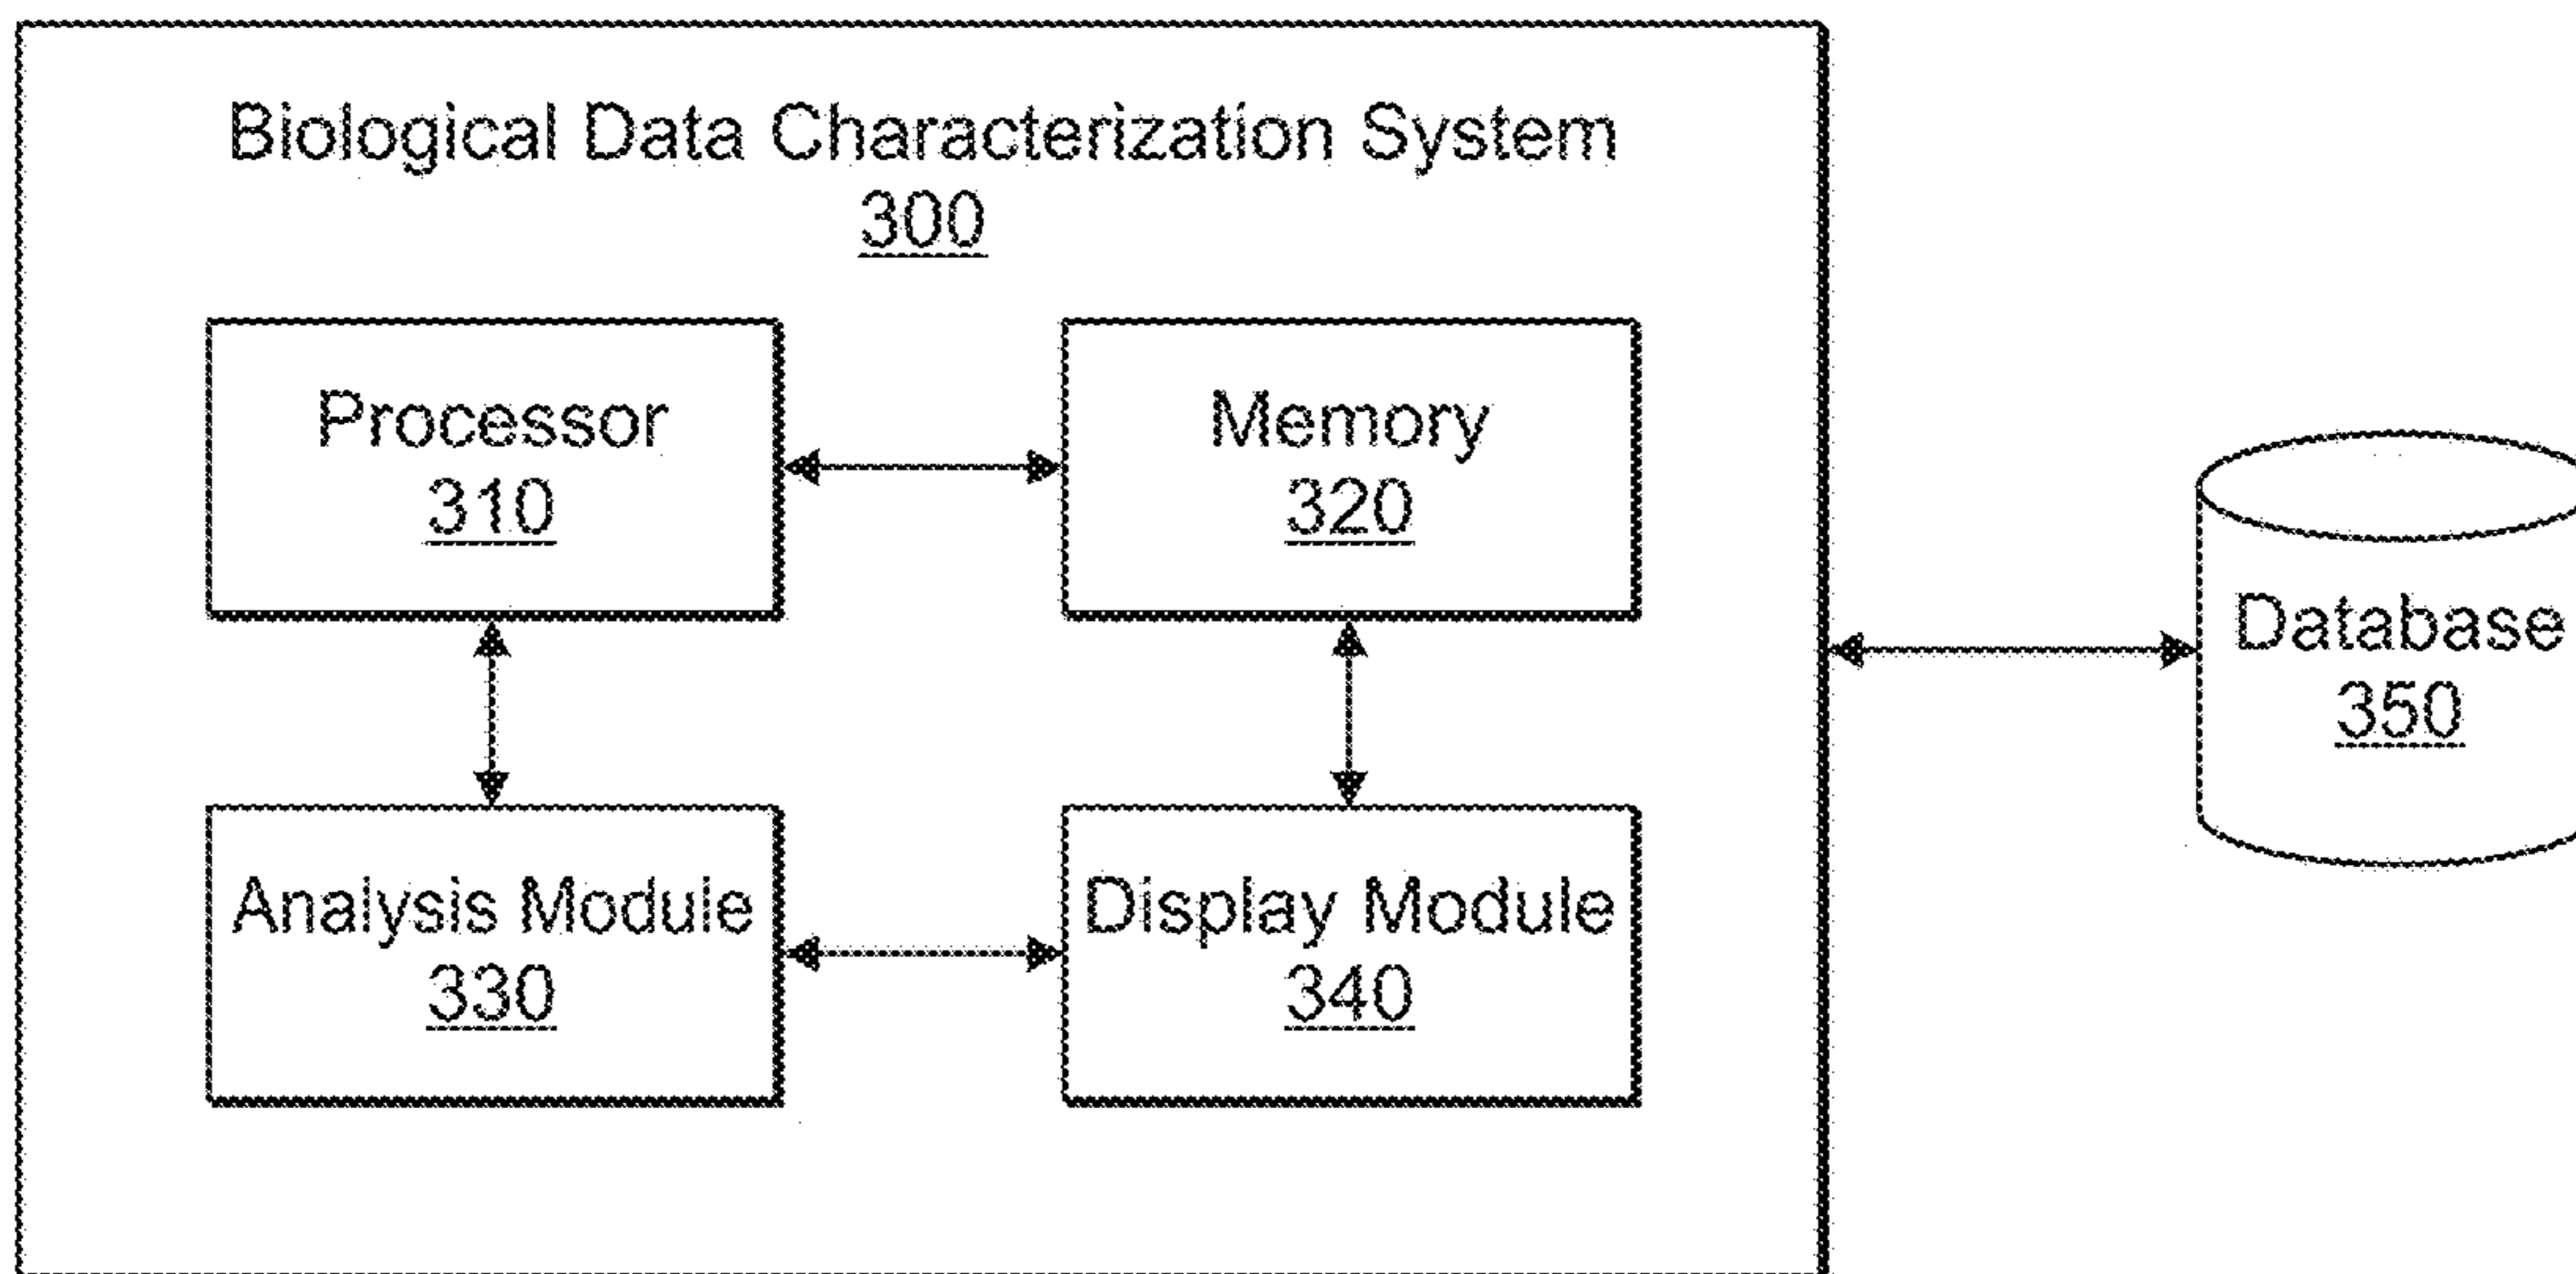 Biological Data Characterization System
300
Processor
310
Memory
320
Database
350
Analysis Module
330
Display Module
340